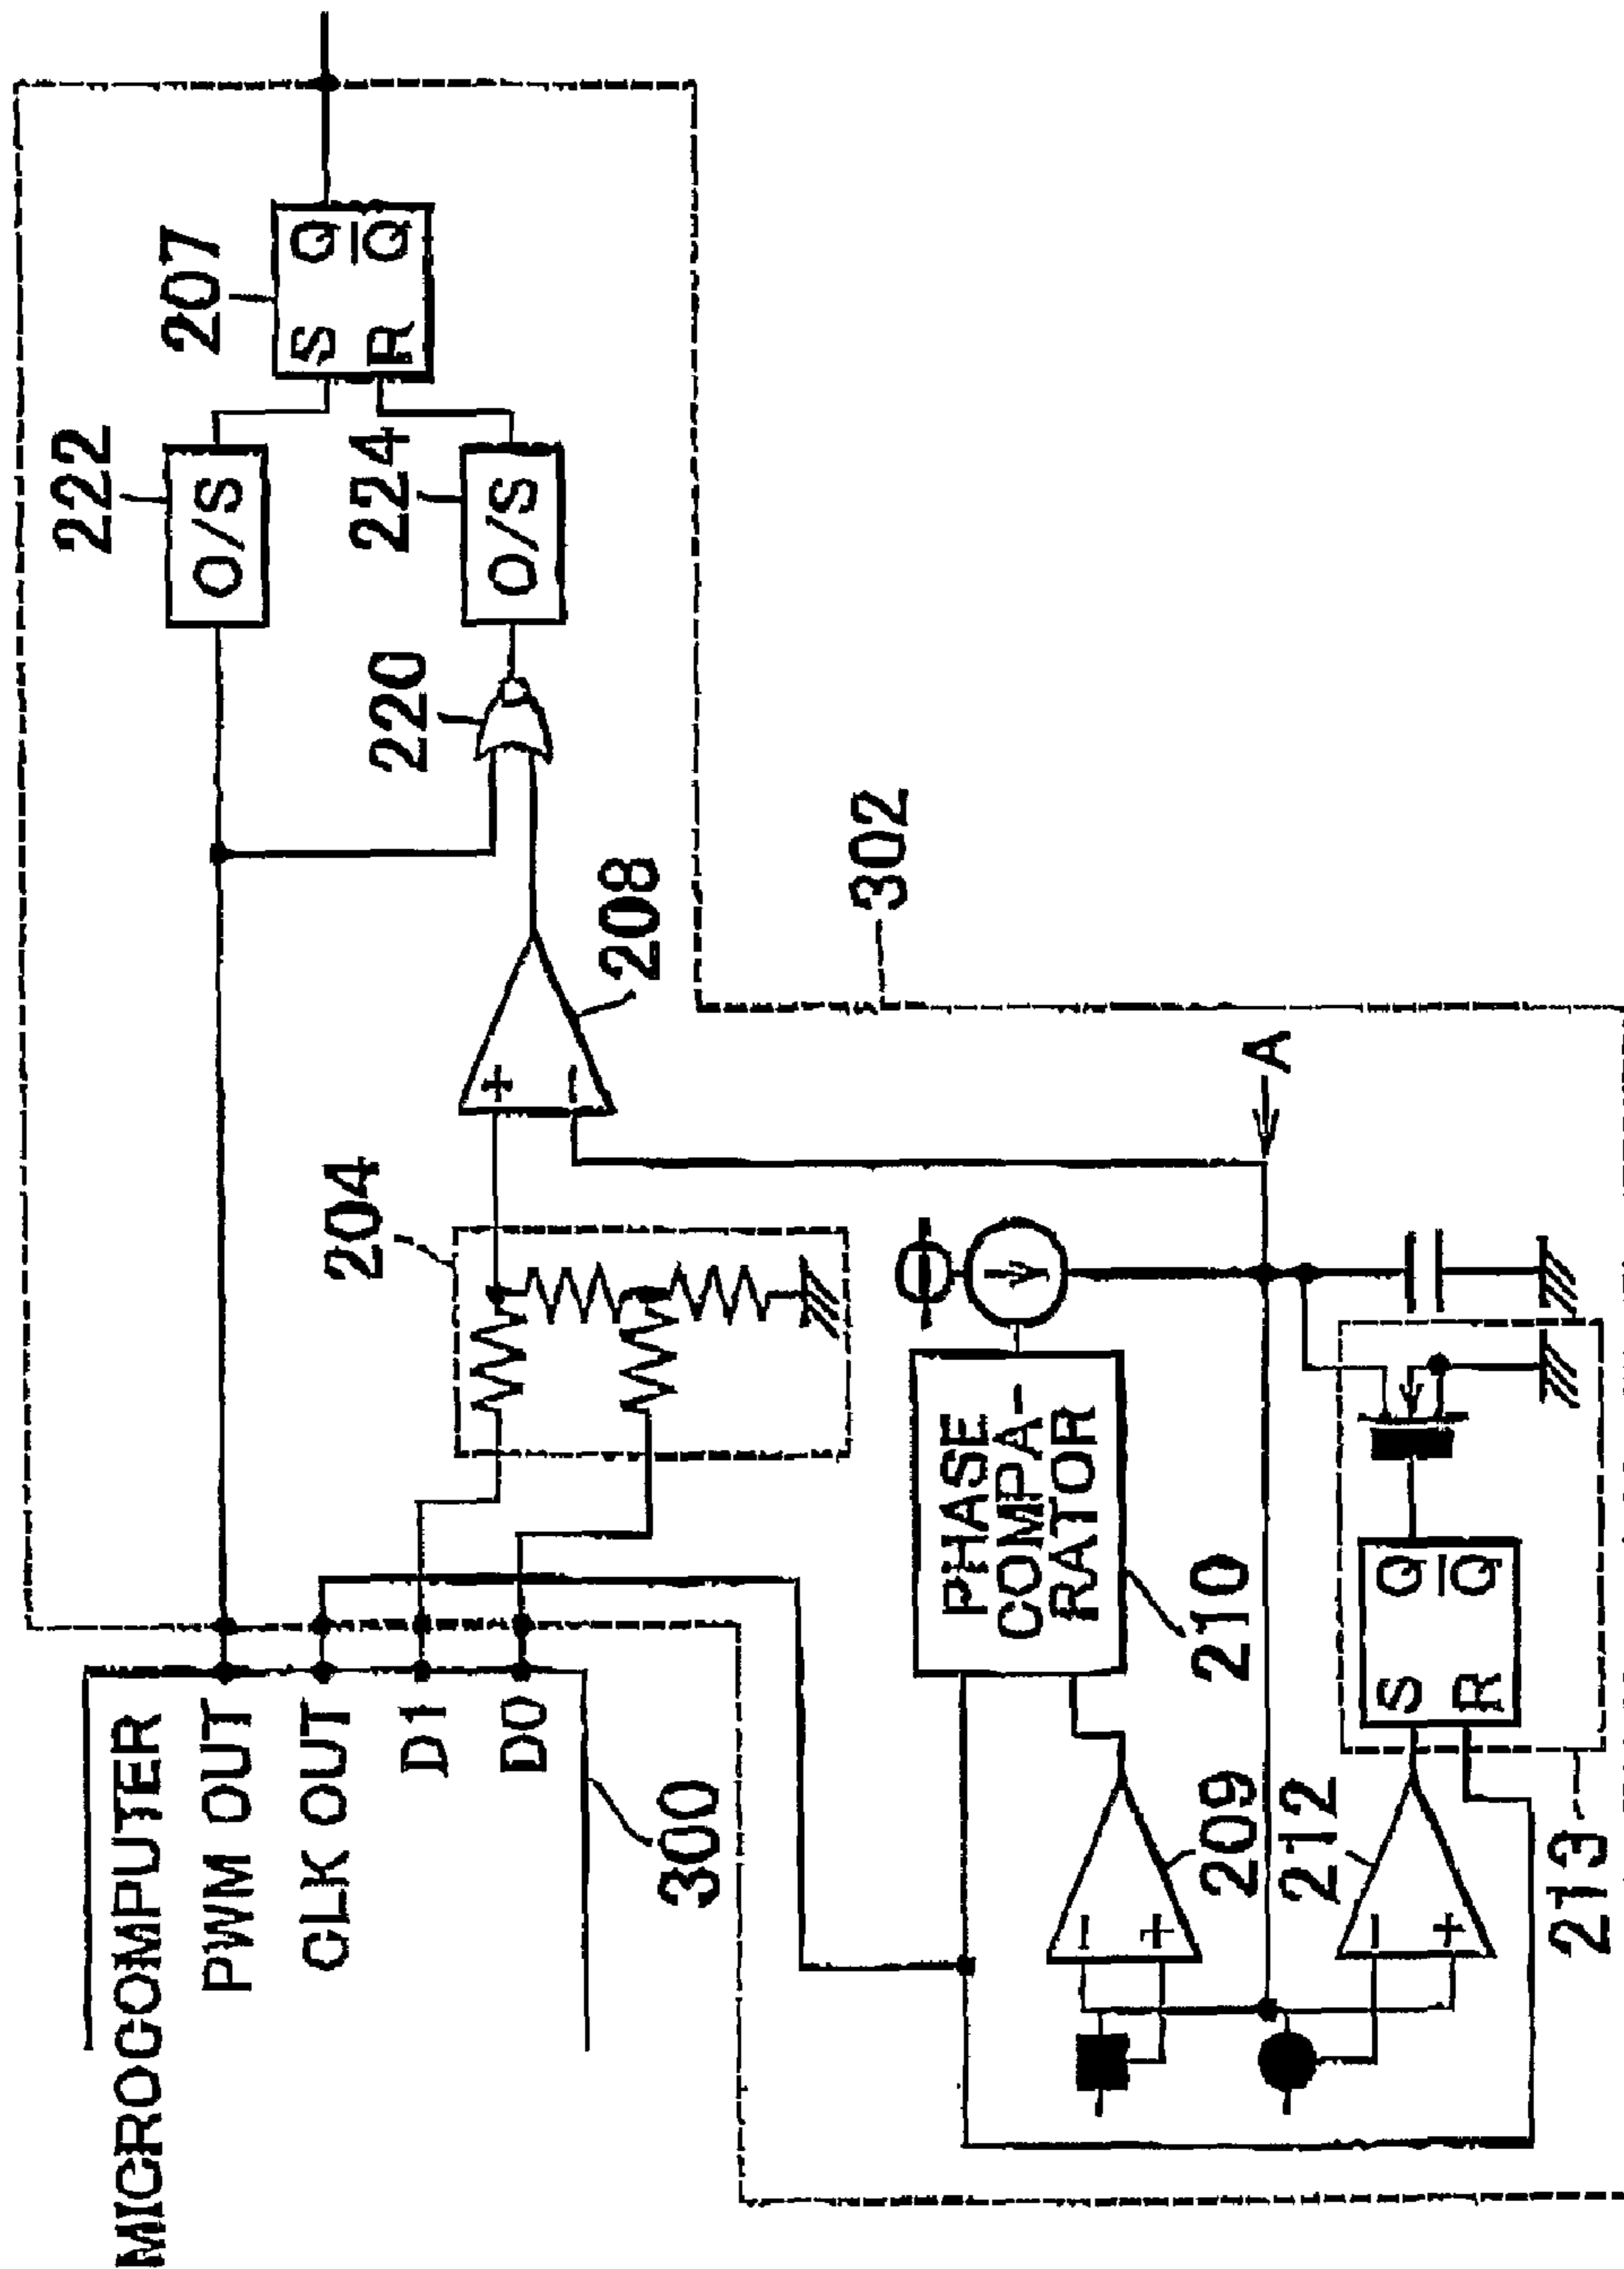 MICROCOMPUTER
PWM OUT
CLK OUT
D1
D0
300
204
222
O/S
207
S Q
R Q
224
O/S
220
208
+
−
302
A
PHASE
COMPA-
RATOR
210
−
+
209
212
−
+
S Q
R Q
213